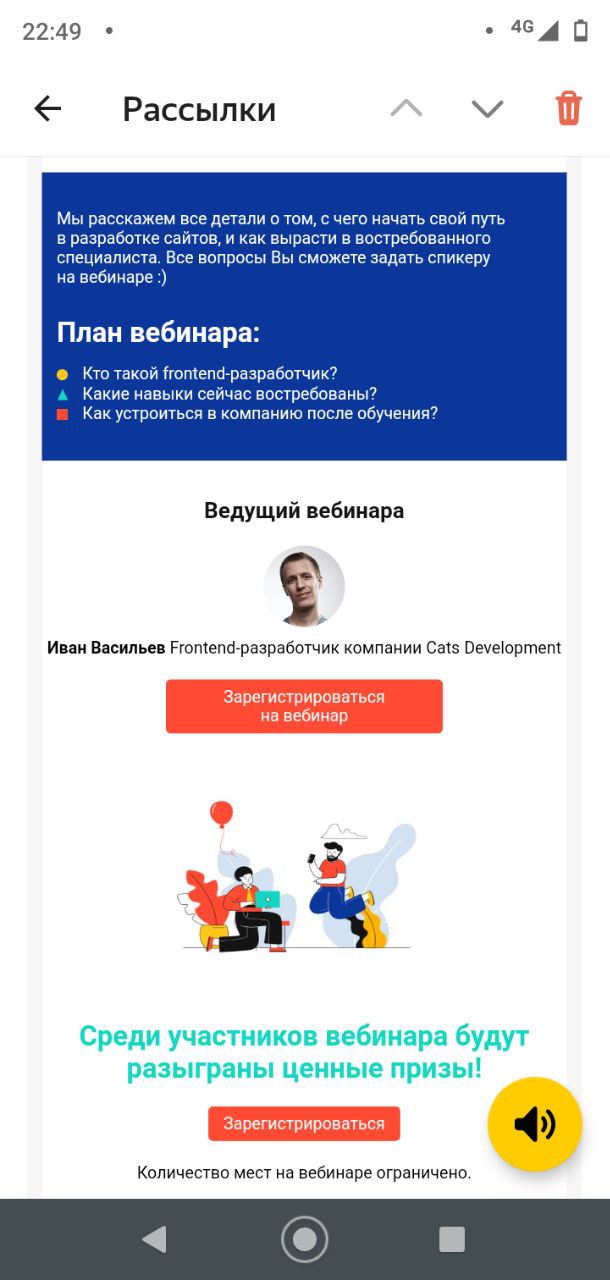 22:49
4G
Рассылки
Мы расскажем все детали о том, с чего начать свой путь
в разработке сайтов, и как вырасти в востребованного
специалиста. Все вопросы Вы сможете задать спикеру
на вебинаре :)
План вебинара:
Кто такой frontend-разработчик?
Какие навыки сейчас востребованы?
Как устроиться в компанию после обучения?
Ведущий вебинара
Иван Васильев Frontend-разработчик компании Cats Development
Зарегистрироваться
на вебинар
Среди участников вебинара будут
разыграны ценные призы!
Зарегистрироваться
Количество мест на вебинаре ограничено.